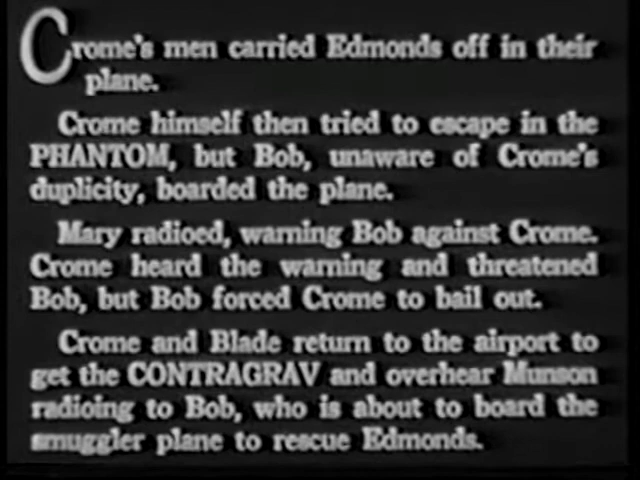 Crome's men carried Edmonds off in their
plane.
Crome himself then tried to escape in the
PHANTOM, but Bob, unaware of Crome's
duplicity, boarded the plane.
Mary radioed, warning Bob against Crome.
Crome heard the warning and threatened
Bob, but Bob forced Crome to bail out.
Crome and Blade return to the airport to
get the CONTRAGRAV and overhear Munson
radioing to Bob, who is about to board the
smuggler plane to rescue Edmonds.